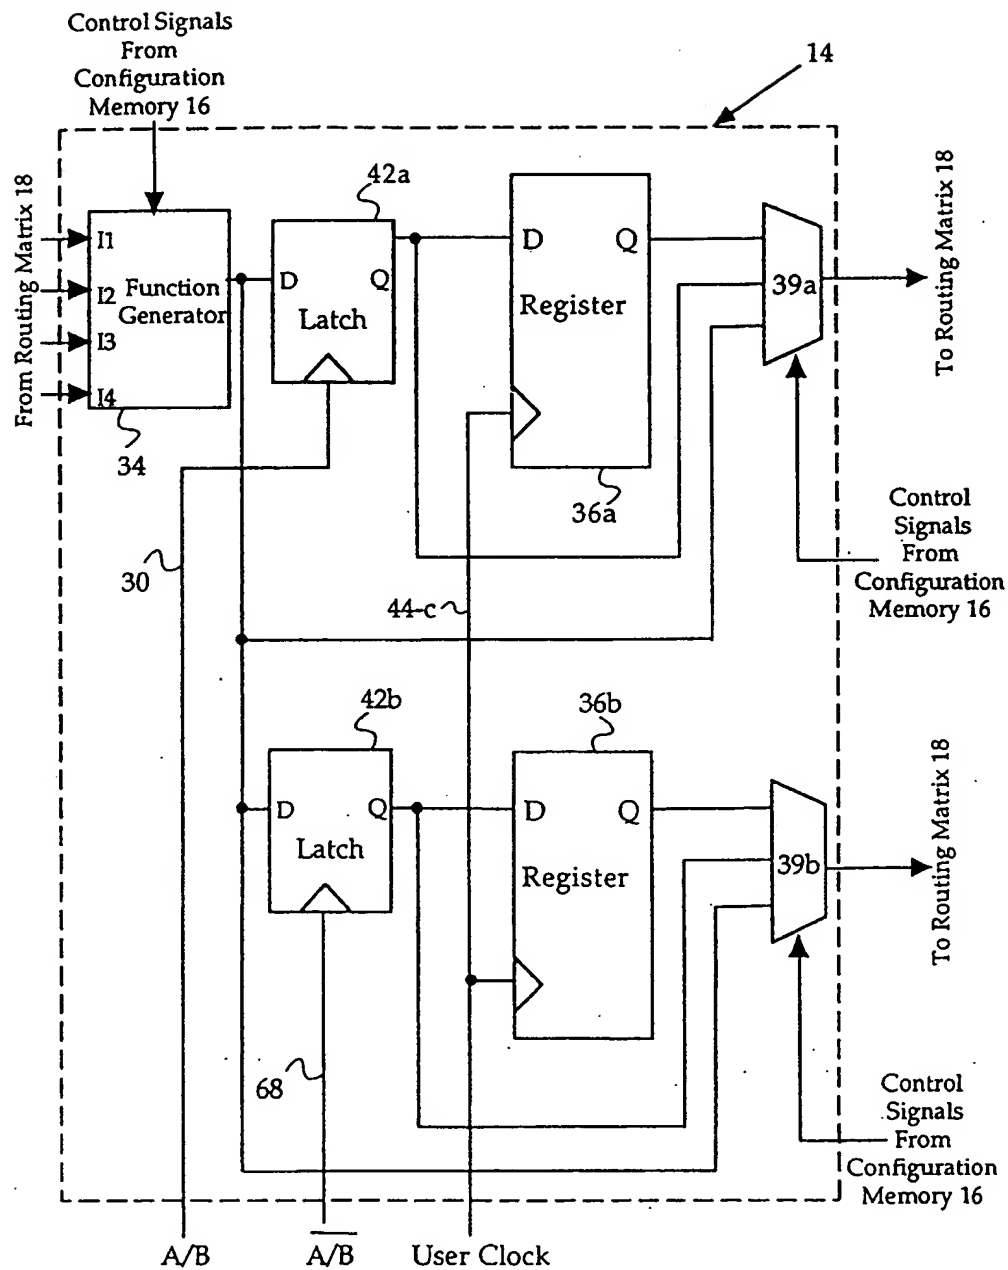 Control Signals
From
Configuration
Memory 16
14
From Routing Matrix 18
I1
I2
I3
I4
Function
Generator
34
42a
D
Q
Latch
D
Q
Register
36a
39a
To Routing Matrix 18
Control
Signals
From
Configuration
Memory 16
30
44-c
42b
D
Q
Latch
36b
D
Q
Register
39b
To Routing Matrix 18
68
Control
Signals
From
Configuration
Memory 16
A/B
A̅/̅B̅
User Clock